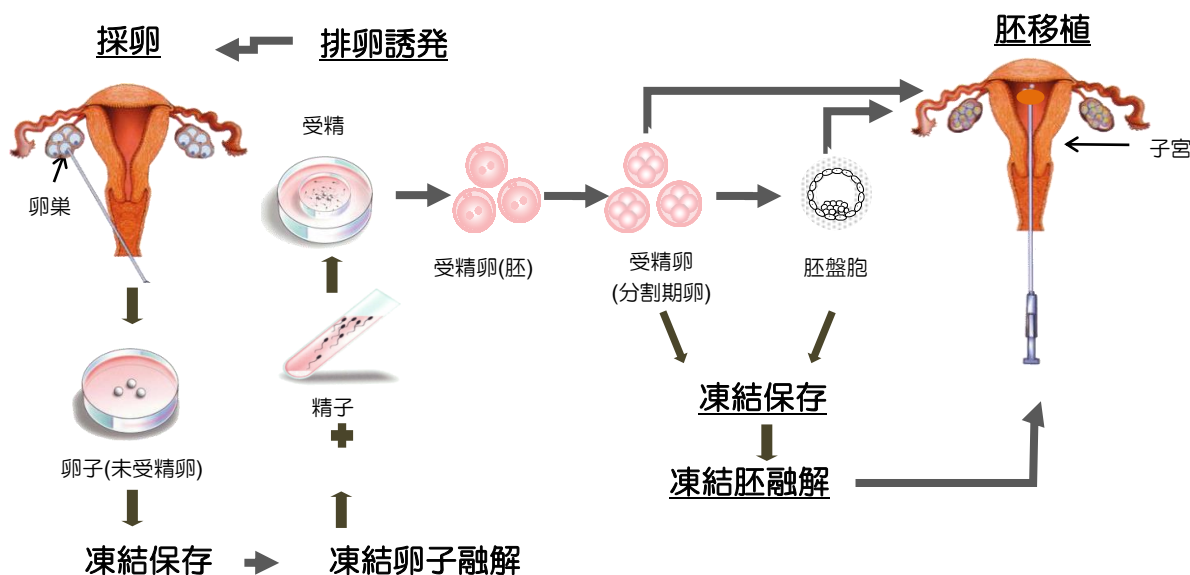 採卵
排卵誘発
胚移植
受精
子宮
卵巣
受精卵(胚)
受精卵
(分割期卵)
胚盤胞
精子
凍結保存
卵子(未受精卵)
凍結胚融解
凍結保存
凍結卵子融解